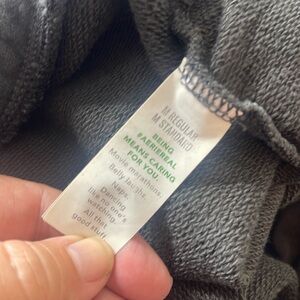 M REGULAR
M STANDARD
BEING
#AERIEREAL
MEANS CARING
FOR YOU.
Movie marathons.
Belly laughs.
Naps.
Dancing
like no one's
watching.
All that
good stuff.